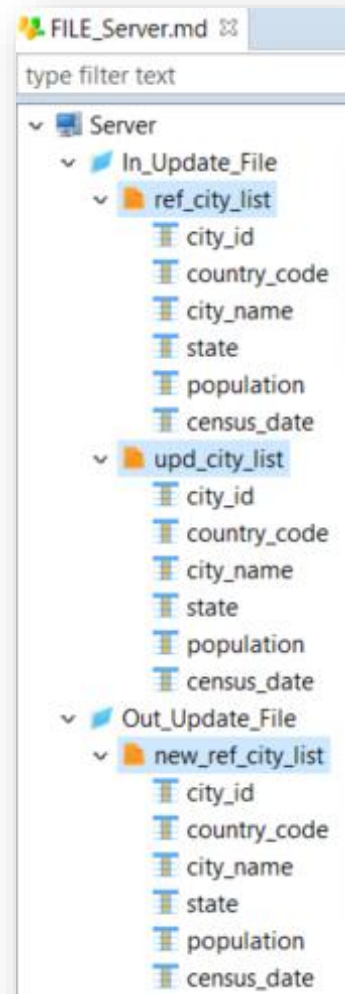 FILE_Server.md
type filter text
Server
In_Update_File
ref_city_list
city_id
country_code
city_name
state
population
census_date
upd_city_list
city_id
country_code
city_name
state
population
census_date
Out_Update_File
new_ref_city_list
city_id
country_code
city_name
state
population
census_date